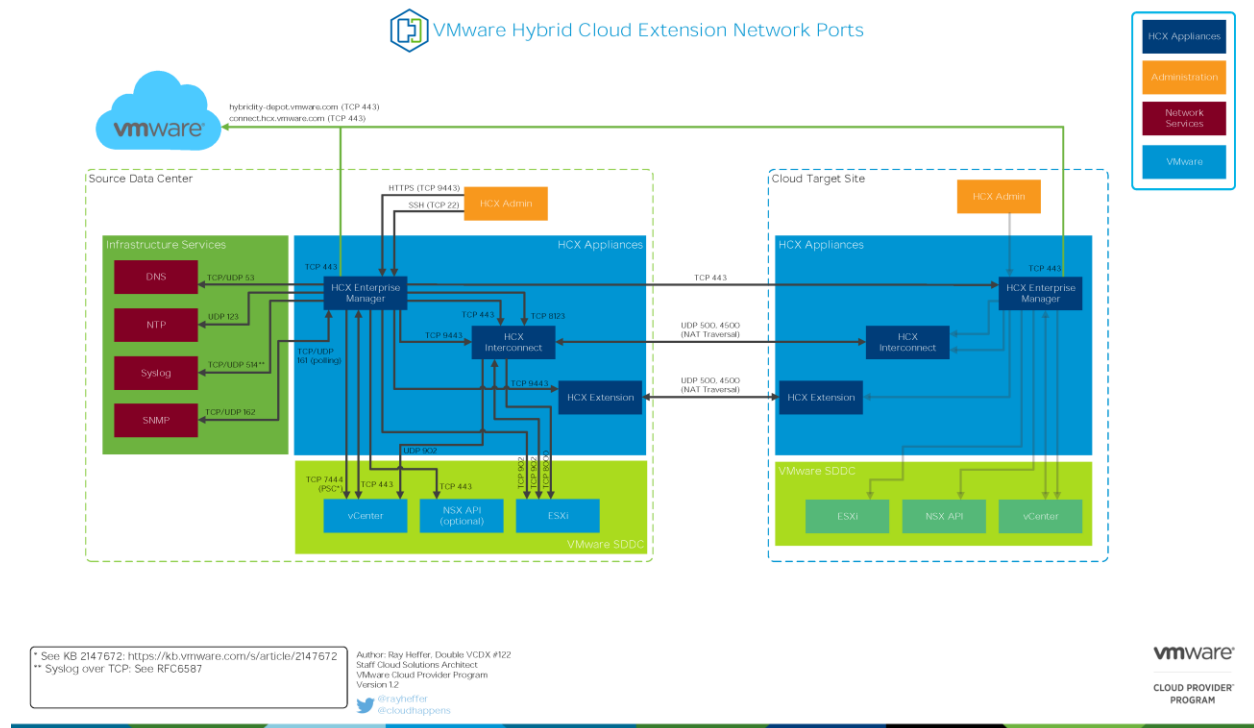 VMware Hybrid Cloud Extension Network Ports
HCX Appliances
Administration
Network
Services
VMware
vmware
hybridity-depot.vmware.com (TCP 443)
connect.hcx.vmware.com (TCP 443)
Source Data Center
HTTPS (TCP 9443)
SSH (TCP 22)
HCX Admin
Infrastructure Services
DNS
NTP
Syslog
SNMP
TCP/UDP 53
UDP 123
TCP/UDP
161 (polling)
TCP/UDP 514**
TCP/UDP 162
HCX Appliances
TCP 443
HCX Enterprise
Manager
TCP 443
TCP 8123
TCP 9443
HCX
Interconnect
TCP 9443
HCX Extension
UDP 902
TCP 902
TCP 902
TCP 8000
TCP 7444
(PSC*)
TCP 443
TCP 443
vCenter
NSX API
(optional)
ESXi
VMware SDDC
TCP 443
UDP 500, 4500
(NAT Traversal)
UDP 500, 4500
(NAT Traversal)
Cloud Target Site
HCX Admin
HCX Appliances
TCP 443
HCX Enterprise
Manager
HCX
Interconnect
HCX Extension
VMware SDDC
ESXi
NSX API
vCenter
* See KB 2147672: https://kb.vmware.com/s/article/2147672
** Syslog over TCP: See RFC6587
Author: Ray Heffer, Double VCDX #122
Staff Cloud Solutions Architect
VMware Cloud Provider Program
Version 1.2
@rayheffer
@cloudhappens
vmware
CLOUD PROVIDER™
PROGRAM